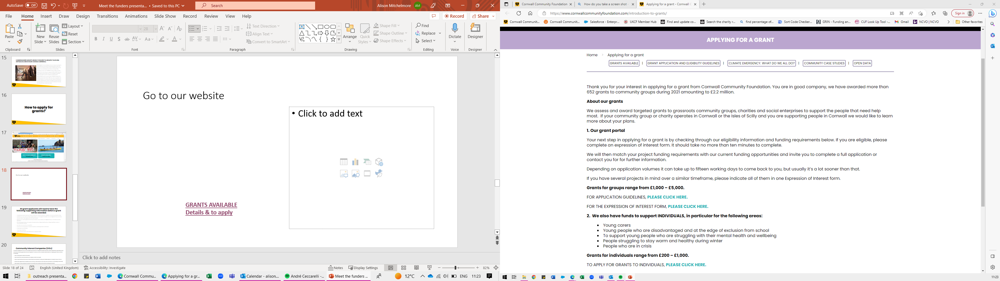 AutoSave Off
Meet the funders presenta... • Saved to this PC
Search
Alison Mitchelmore AM
File Home Insert Draw Design Transitions Animations Slide Show Record Review View Help
Record Share
Paste
Clipboard
New Slide
Reuse Slides
Layout
Reset
Section
Slides
28
B I U S ab AV Aa A
Font
Text Direction
Align Text
Convert to SmartArt
Paragraph
Arrange
Quick Styles
Shape Fill
Shape Outline
Shape Effects
Drawing
Find
Replace
Select
Editing
Dictate
Voice
Designer
Designer
15
COMMISSIONER GRANTS NEARLY £50,000 TO GROUPS TACKLING
ANTISOCIAL BEHAVIOUR ACROSS CORNWALL
16
How to apply for
grants?
17
THANK YOU
18
Go to our website
19
All grant applicants will need to have the
following supporting information before a grant
will be awarded:
20
Community Interest Companies (CICs)
Go to our website
• Click to add text
GRANTS AVAILABLE
Details & to apply
Click to add notes
Slide 18 of 24 English (United Kingdom) Accessibility: Investigate
Notes Display Settings 82%
outreach presenta... Cornwall Commu... Applying for a gr... Calendar - alison.... André Ceccarelli -... Meet the funders ... 12°C ENG 11:23
Cornwall Community Foundation
How do you take a screen shot -
Applying for a grant - Cornwall C
https://www.cornwallcommunityfoundation.com/introduction-to-grants/
Sign in
Cornwall Communit... Cornwall Communit... Salesforce - Enterpr... UKCF Member Hub Find and update co... Search the charity r... find percentage of... Sort Code Checker... GRIN - Funding an... CUF Look Up Tool -... Gmail NCVO | NCVO Other favorites
APPLYING FOR A GRANT
Home > Applying for a grant
GRANTS AVAILABLE | GRANT APPLICATION AND ELIGIBILITY GUIDELINES | CLIMATE EMERGENCY. WHAT DO WE ALL DO? | COMMUNITY CASE STUDIES | OPEN DATA
Thank you for your interest in applying for a grant from Cornwall Community Foundation. You are in good company, we have awarded more than
652 grants to community groups during 2021 amounting to £2.2 million.
About our grants
We assess and award targeted grants to grassroots community groups, charities and social enterprises to support the people that need help
most. If your community group or charity operates in Cornwall or the Isles of Scilly and you are supporting people in Cornwall we would like to learn
more about your plans.
1. Our grant portal
Your next step in applying for a grant is by checking through our eligibility information and funding requirements below. If you are eligible, please
complete an expression of interest form. It should take no more than ten minutes to complete.
We will then match your project funding requirements with our current funding opportunities and invite you to complete a full application or
contact you for for further information.
Depending on application volumes it can take up to fifteen working days to come back to you, but usually it's a lot sooner than that.
If you have several projects in mind over a similar timeframe, please indicate all of them in one Expression of Interest form.
Grants for groups range from £1,000 – £5,000.
FOR APPLICATION GUIDELINES, PLEASE CLICK HERE.
FOR THE EXPRESSION OF INTEREST FORM, PLEASE CLICK HERE.
2. We also have funds to support INDIVIDUALS, in particular for the following areas:
• Young carers
• Young people who are disadvantaged and at the edge of exclusion from school
• To support young people who are struggling with their mental health and wellbeing
• People struggling to stay warm and healthy during winter
• People who are in crisis
Grants for individuals range from £200 – £1,000.
TO APPLY FOR GRANTS TO INDIVIDUALS, PLEASE CLICK HERE.
11:23